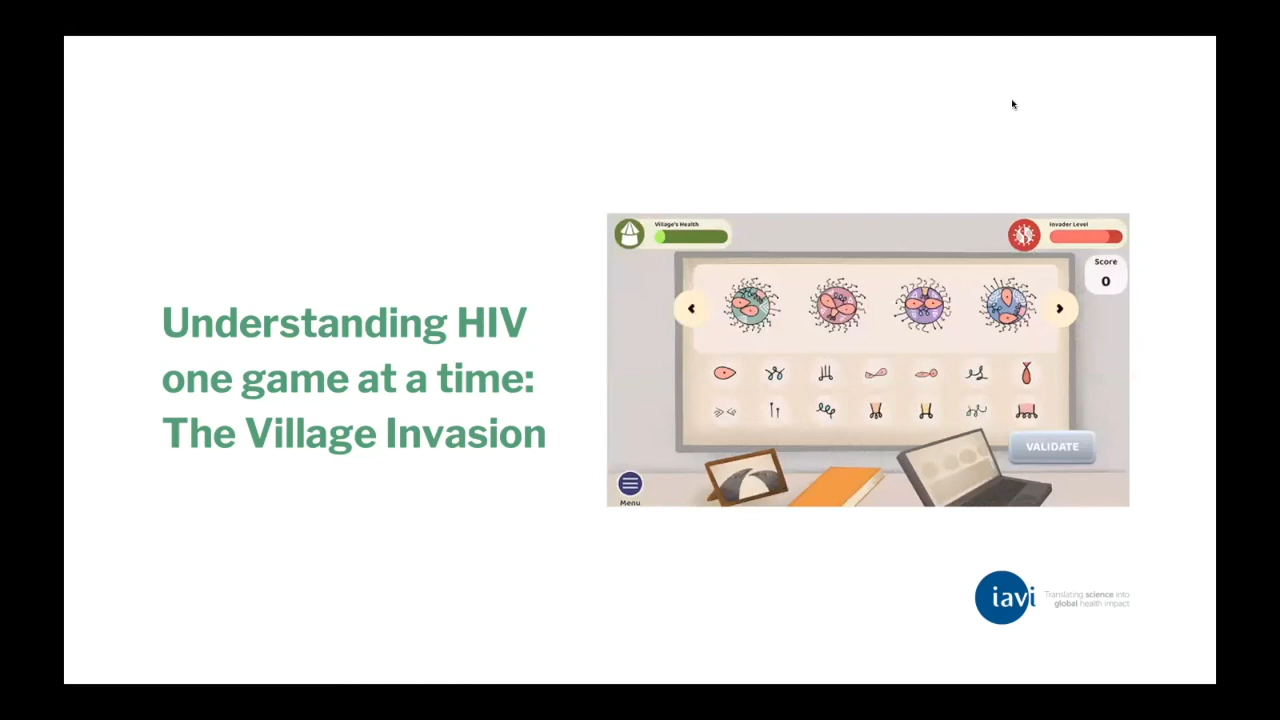 Understanding HIV
one game at a time:
The Village Invasion
Village's Health
Invader Level
Score
0
VALIDATE
Menu
iavi
Translating science into
global health impact